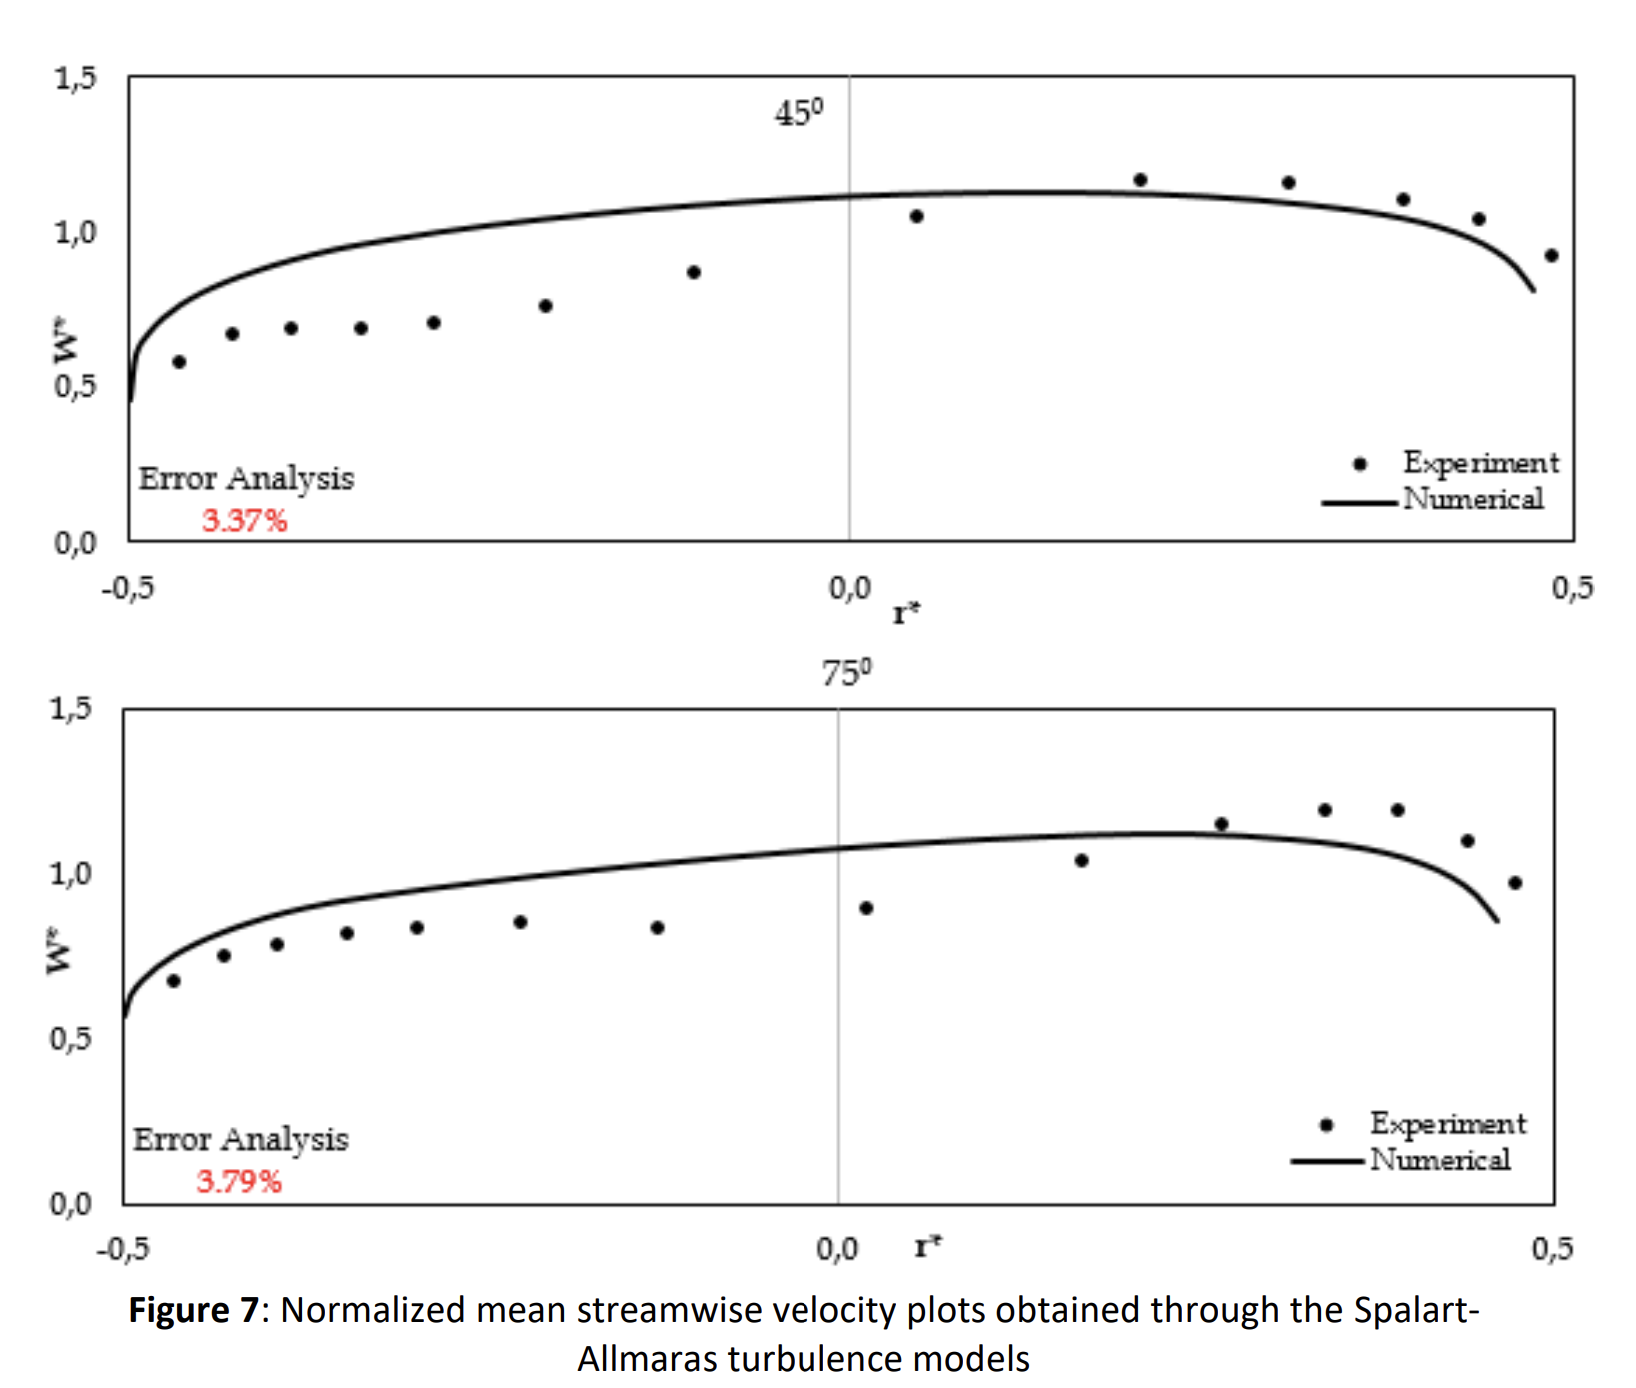 1,5
45⁰
1,0
W*
0,5
Error Analysis
3.37%
Experiment
Numerical
0,0
-0,5
0,0
0,5
r*
75⁰
1,5
1,0
W*
0,5
Error Analysis
3.79%
Experiment
Numerical
0,0
-0,5
0,0
r*
0,5
Figure 7: Normalized mean streamwise velocity plots obtained through the Spalart-
Allmaras turbulence models